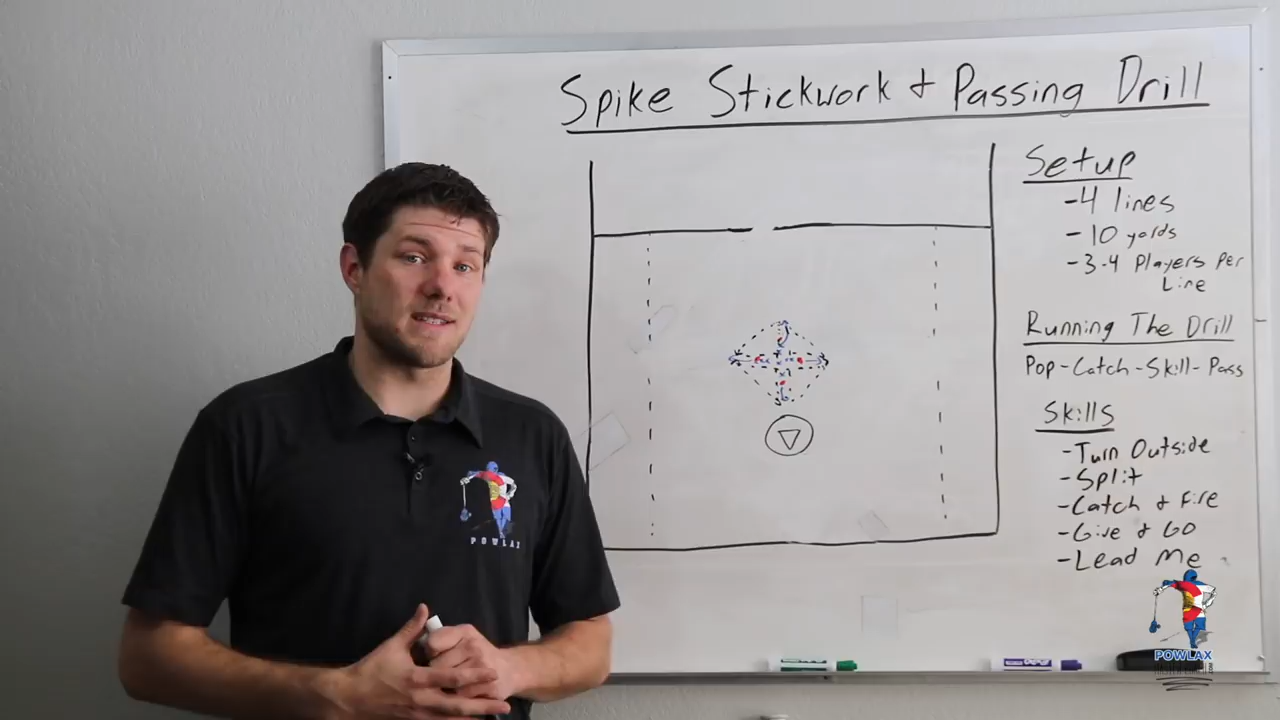 Spike Stickwork + Passing Drill
Setup
-4 lines
-10 yards
-3-4 Players Per
Line
Running The Drill
Pop-Catch-Skill-Pass
Skills
-Turn Outside
-Split
-Catch + Fire
-Give + Go
-Lead Me
POWLAX
POWLAX